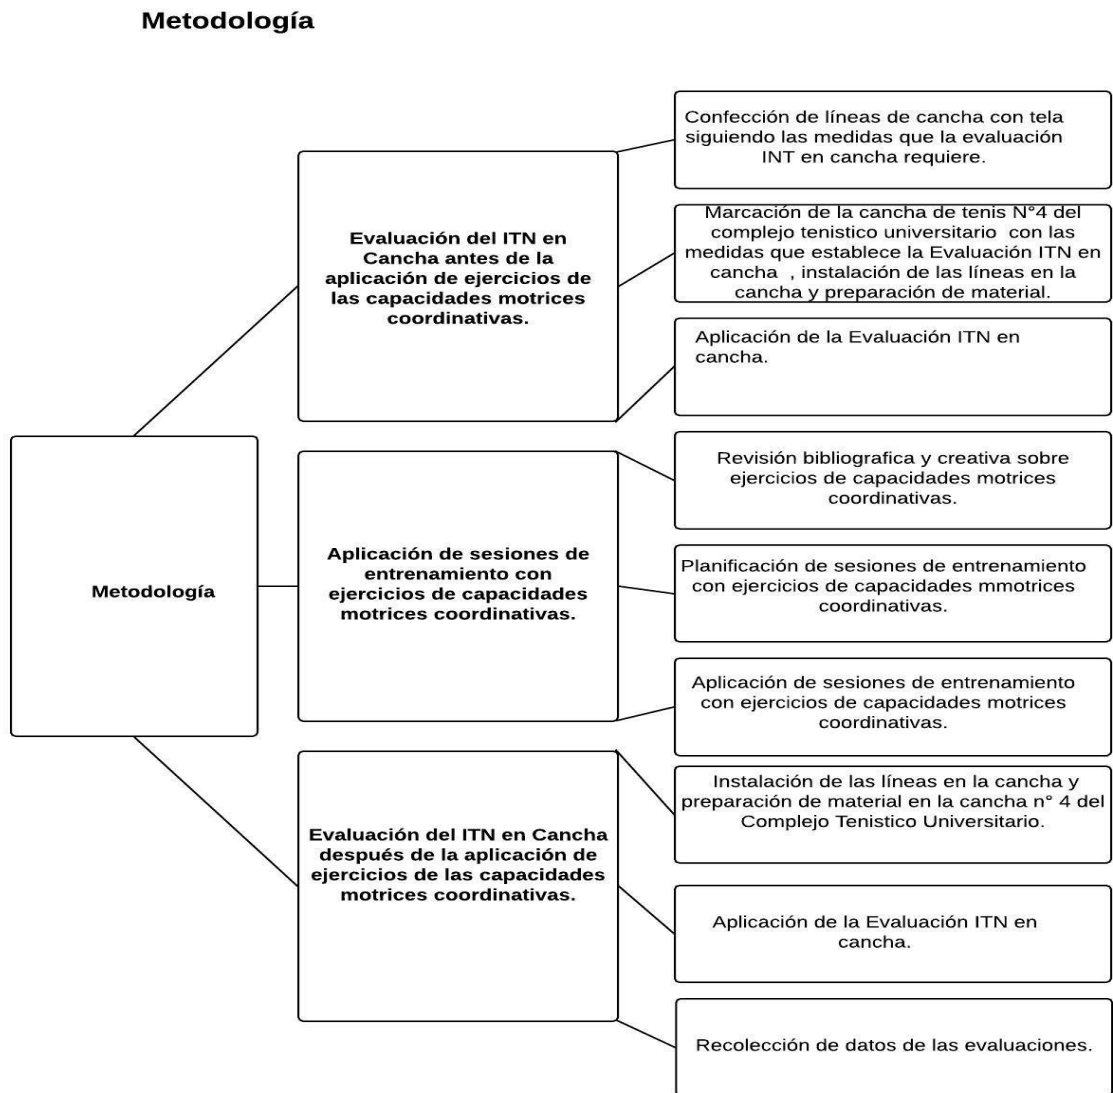 Metodología
Confección de líneas de cancha con tela
siguiendo las medidas que la evaluación
INT en cancha requiere.
Evaluación del ITN en
Cancha antes de la
aplicación de ejercicios de
las capacidades motrices
coordinativas.
Marcación de la cancha de tenis N°4 del
complejo tenistico universitario con las
medidas que establece la Evaluación ITN en
cancha , instalación de las líneas en la
cancha y preparación de material.
Aplicación de la Evaluación ITN en
cancha.
Metodología
Aplicación de sesiones de
entrenamiento con
ejercicios de capacidades
motrices coordinativas.
Revisión bibliografica y creativa sobre
ejercicios de capacidades motrices
coordinativas.
Planificación de sesiones de entrenamiento
con ejercicios de capacidades mmotrices
coordinativas.
Aplicación de sesiones de entrenamiento
con ejercicios de capacidades motrices
coordinativas.
Evaluación del ITN en Cancha
después de la aplicación de
ejercicios de las capacidades
motrices coordinativas.
Instalación de las líneas en la cancha y
preparación de material en la cancha n° 4 del
Complejo Tenistico Universitario.
Aplicación de la Evaluación ITN en
cancha.
Recolección de datos de las evaluaciones.